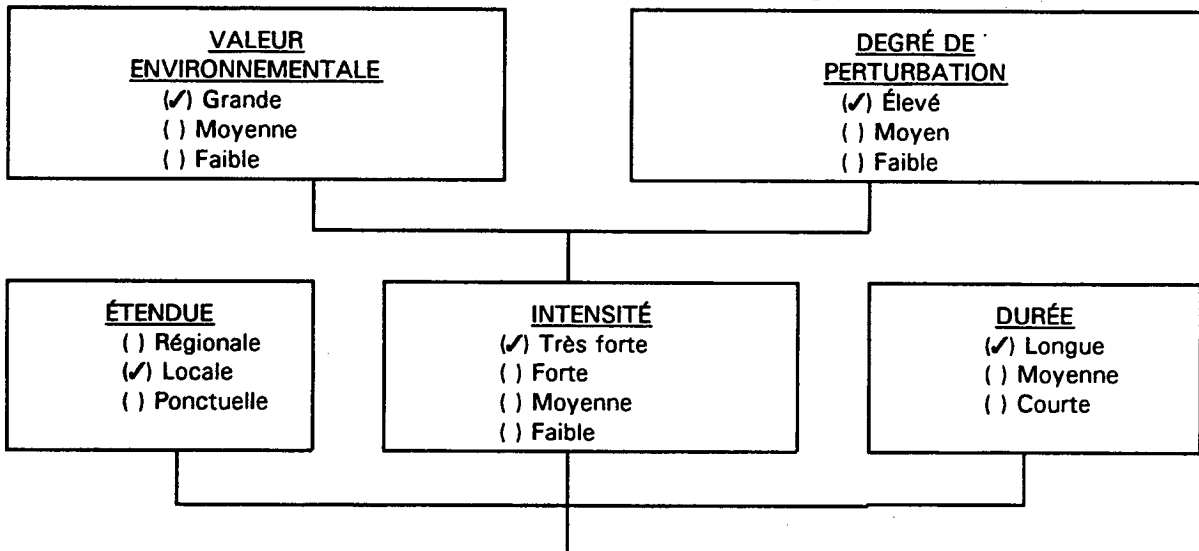 VALEUR
ENVIRONNEMENTALE
(✓) Grande
( ) Moyenne
( ) Faible
DEGRÉ DE
PERTURBATION
(✓) Élevé
( ) Moyen
( ) Faible
ÉTENDUE
( ) Régionale
(✓) Locale
( ) Ponctuelle
INTENSITÉ
(✓) Très forte
( ) Forte
( ) Moyenne
( ) Faible
DURÉE
(✓) Longue
( ) Moyenne
( ) Courte